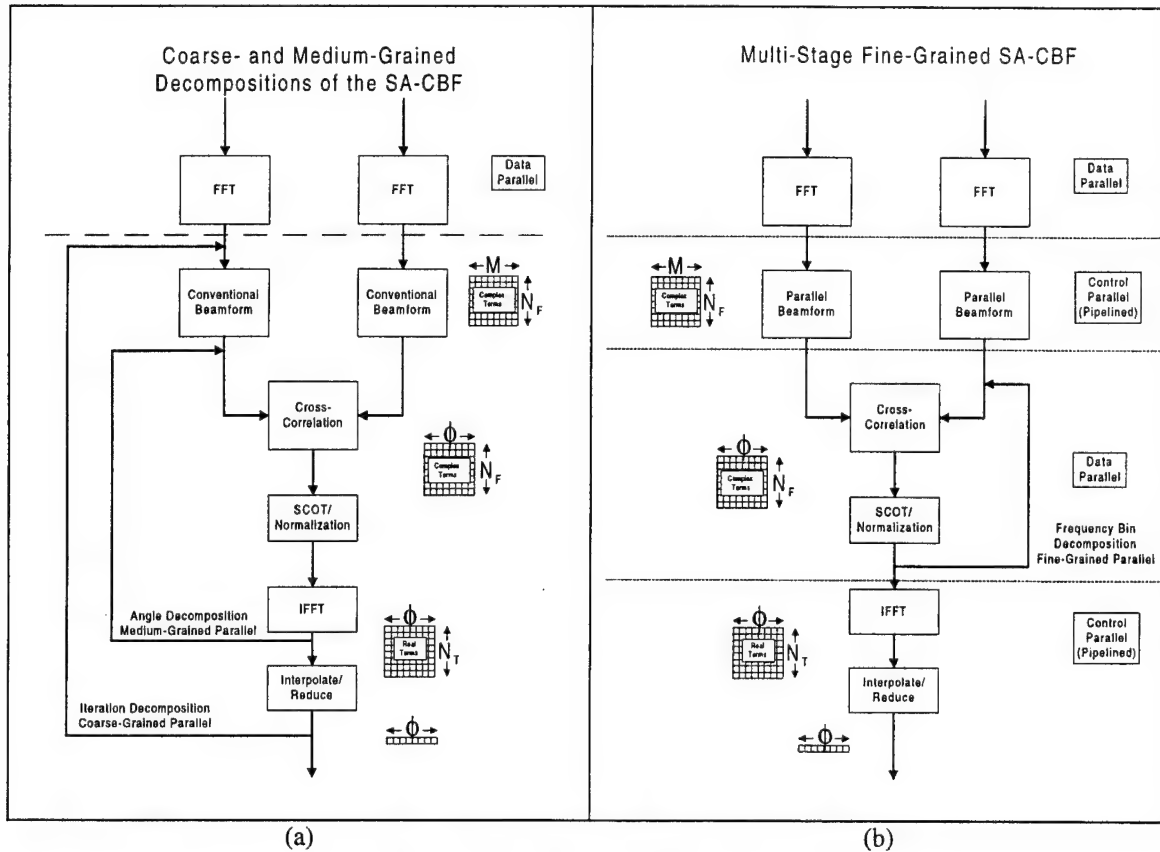 Coarse- and Medium-Grained
Decompositions of the SA-CBF
FFT
FFT
Data
Parallel
Conventional
Beamform
Conventional
Beamform
M
Complex
Terms
N F
Cross-
Correlation
ϕ
Complex
Terms
N F
SCOT/
Normalization
IFFT
Angle Decomposition
Medium-Grained Parallel
ϕ
Real
Terms
N T
Interpolate/
Reduce
Iteration Decomposition
Coarse-Grained Parallel
ϕ
(a)
Multi-Stage Fine-Grained SA-CBF
FFT
FFT
Data
Parallel
M
Complex
Terms
N F
Parallel
Beamform
Parallel
Beamform
Control
Parallel
(Pipelined)
Cross-
Correlation
ϕ
Complex
Terms
N F
Data
Parallel
SCOT/
Normalization
Frequency Bin
Decomposition
Fine-Grained Parallel
IFFT
ϕ
Real
Terms
N T
Control
Parallel
(Pipelined)
Interpolate/
Reduce
ϕ
(b)